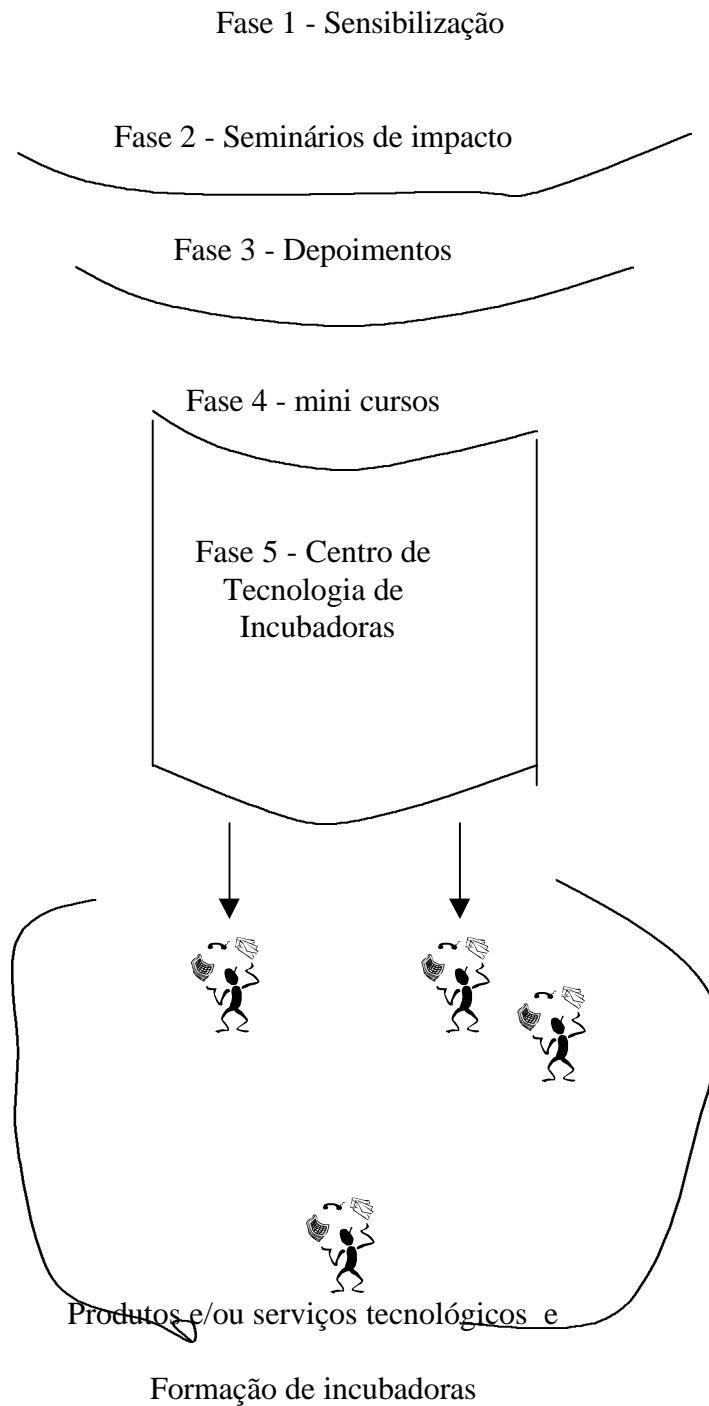 Fase 1 - Sensibilização
Fase 2 - Seminários de impacto
Fase 3 - Depoimentos
Fase 4 - mini cursos
Fase 5 - Centro de
Tecnologia de
Incubadoras
Produtos e/ou serviços tecnológicos e
Formação de incubadoras